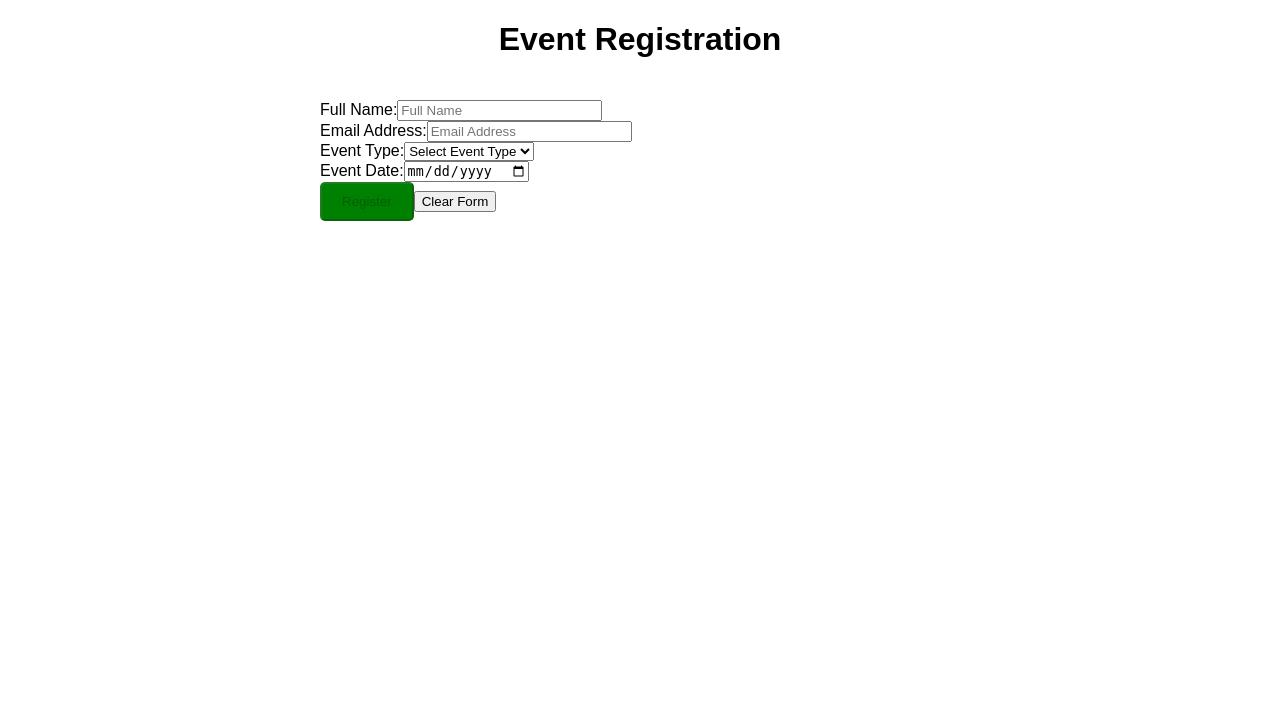 Event Registration
Full Name: Full Name
Email Address: Email Address
Event Type: Select Event Type
Event Date: mm/dd/yyyy
Register Clear Form